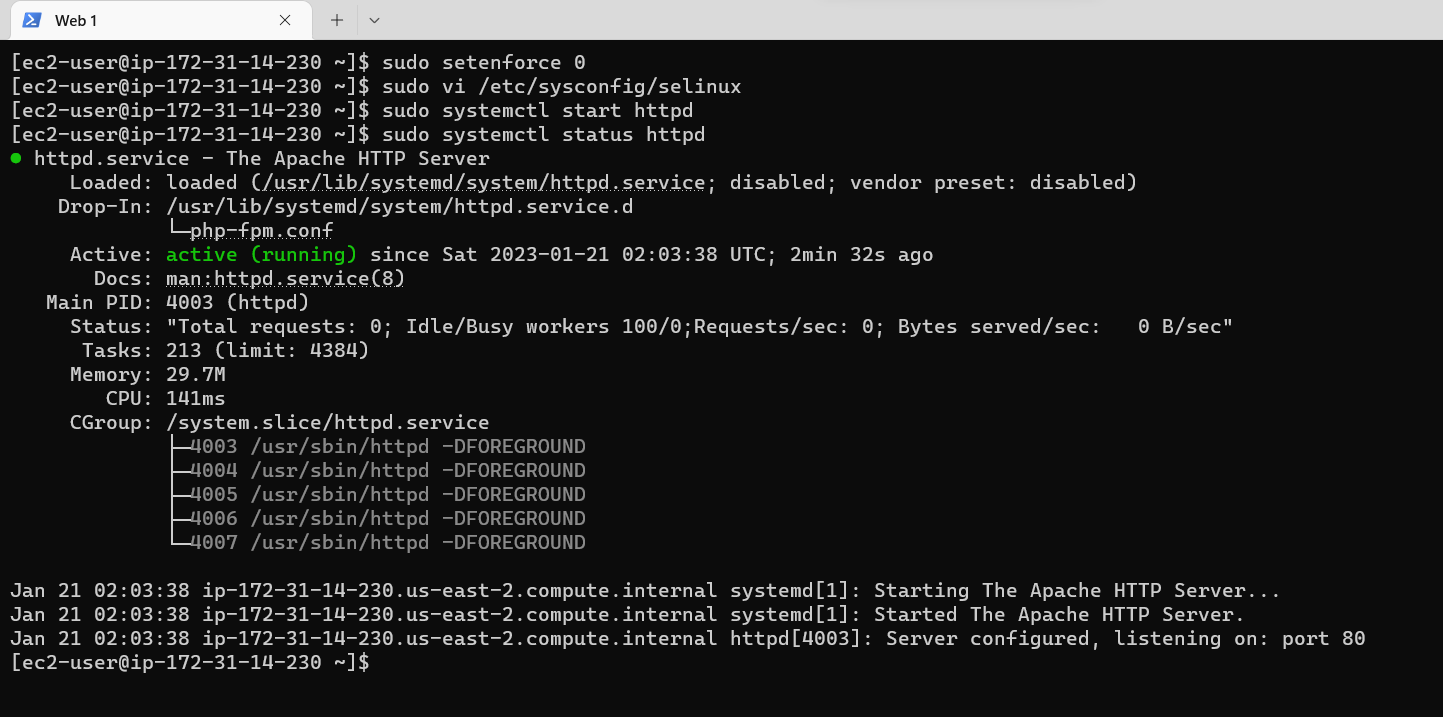 Web 1
[ec2-user@ip-172-31-14-230 ~]$ sudo setenforce 0
[ec2-user@ip-172-31-14-230 ~]$ sudo vi /etc/sysconfig/selinux
[ec2-user@ip-172-31-14-230 ~]$ sudo systemctl start httpd
[ec2-user@ip-172-31-14-230 ~]$ sudo systemctl status httpd
● httpd.service - The Apache HTTP Server
     Loaded: loaded (/usr/lib/systemd/system/httpd.service; disabled; vendor preset: disabled)
    Drop-In: /usr/lib/systemd/system/httpd.service.d
             └─php-fpm.conf
     Active: active (running) since Sat 2023-01-21 02:03:38 UTC; 2min 32s ago
       Docs: man:httpd.service(8)
   Main PID: 4003 (httpd)
     Status: "Total requests: 0; Idle/Busy workers 100/0;Requests/sec: 0; Bytes served/sec:   0 B/sec"
      Tasks: 213 (limit: 4384)
     Memory: 29.7M
        CPU: 141ms
     CGroup: /system.slice/httpd.service
             ├─4003 /usr/sbin/httpd -DFOREGROUND
             ├─4004 /usr/sbin/httpd -DFOREGROUND
             ├─4005 /usr/sbin/httpd -DFOREGROUND
             ├─4006 /usr/sbin/httpd -DFOREGROUND
             └─4007 /usr/sbin/httpd -DFOREGROUND

Jan 21 02:03:38 ip-172-31-14-230.us-east-2.compute.internal systemd[1]: Starting The Apache HTTP Server...
Jan 21 02:03:38 ip-172-31-14-230.us-east-2.compute.internal systemd[1]: Started The Apache HTTP Server.
Jan 21 02:03:38 ip-172-31-14-230.us-east-2.compute.internal httpd[4003]: Server configured, listening on: port 80
[ec2-user@ip-172-31-14-230 ~]$